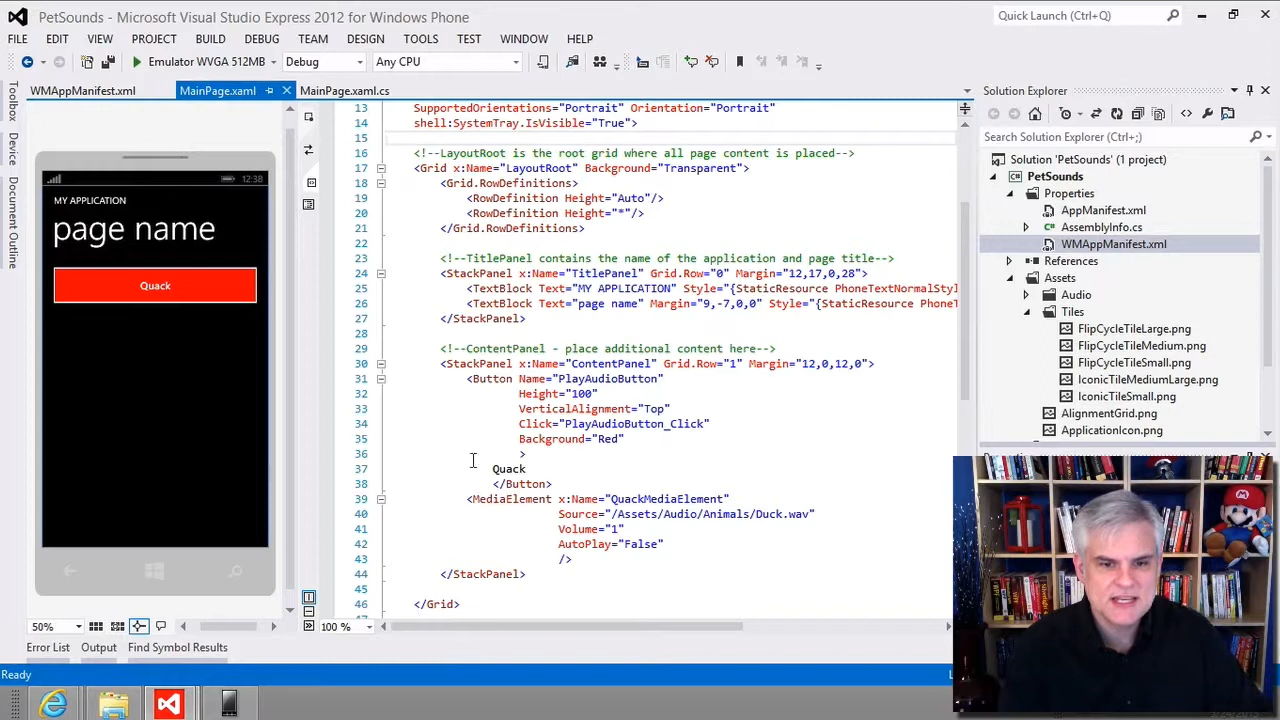 PetSounds - Microsoft Visual Studio Express 2012 for Windows Phone
Quick Launch (Ctrl+Q)
FILE EDIT VIEW PROJECT BUILD DEBUG TEAM DESIGN TOOLS TEST WINDOW HELP
Emulator WVGA 512MB Debug Any CPU
WMAppManifest.xml MainPage.xaml MainPage.xaml.cs
Toolbox
Device
Document Outline
12:38
MY APPLICATION
page name
Quack
50%
13 SupportedOrientations="Portrait" Orientation="Portrait"
14 shell:SystemTray.IsVisible="True">
15
16 <!--LayoutRoot is the root grid where all page content is placed-->
17 <Grid x:Name="LayoutRoot" Background="Transparent">
18 <Grid.RowDefinitions>
19 <RowDefinition Height="Auto"/>
20 <RowDefinition Height="*"/>
21 </Grid.RowDefinitions>
22
23 <!--TitlePanel contains the name of the application and page title-->
24 <StackPanel x:Name="TitlePanel" Grid.Row="0" Margin="12,17,0,28">
25 <TextBlock Text="MY APPLICATION" Style="{StaticResource PhoneTextNormalStyl
26 <TextBlock Text="page name" Margin="9,-7,0,0" Style="{StaticResource PhoneT
27 </StackPanel>
28
29 <!--ContentPanel - place additional content here-->
30 <StackPanel x:Name="ContentPanel" Grid.Row="1" Margin="12,0,12,0">
31 <Button Name="PlayAudioButton"
32 Height="100"
33 VerticalAlignment="Top"
34 Click="PlayAudioButton_Click"
35 Background="Red"
36 >
37 Quack
38 </Button>
39 <MediaElement x:Name="QuackMediaElement"
40 Source="/Assets/Audio/Animals/Duck.wav"
41 Volume="1"
42 AutoPlay="False"
43 />
44 </StackPanel>
45
46 </Grid>
100 %
Solution Explorer
Search Solution Explorer (Ctrl+;)
Solution 'PetSounds' (1 project)
PetSounds
Properties
AppManifest.xml
AssemblyInfo.cs
WMAppManifest.xml
References
Assets
Audio
Tiles
FlipCycleTileLarge.png
FlipCycleTileMedium.png
FlipCycleTileSmall.png
IconicTileMediumLarge.png
IconicTileSmall.png
AlignmentGrid.png
ApplicationIcon.png
Error List Output Find Symbol Results
Ready